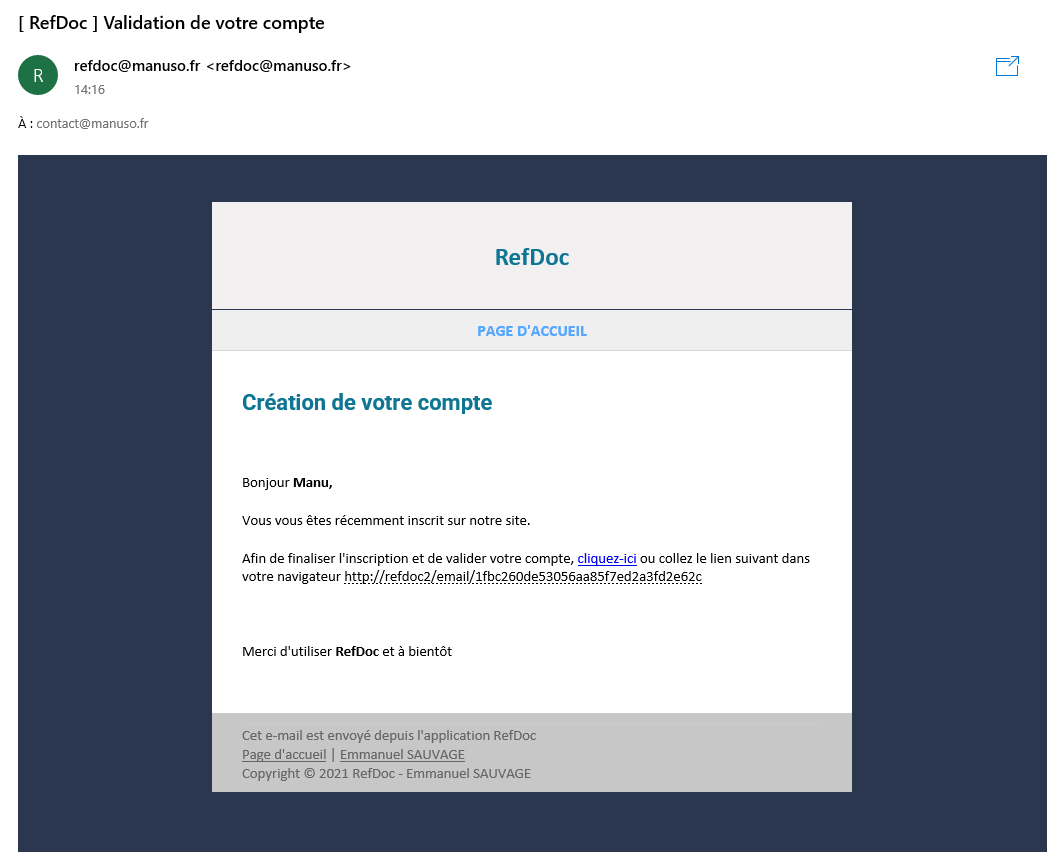 [ RefDoc ] Validation de votre compte
R
refdoc@manuso.fr <refdoc@manuso.fr>
14:16
À : contact@manuso.fr
RefDoc
PAGE D'ACCUEIL
Création de votre compte
Bonjour Manu,
Vous vous êtes récemment inscrit sur notre site.
Afin de finaliser l'inscription et de valider votre compte, cliquez-ici ou collez le lien suivant dans
votre navigateur http://refdoc2/email/1fbc260de53056aa85f7ed2a3fd2e62c
Merci d'utiliser RefDoc et à bientôt
Cet e-mail est envoyé depuis l'application RefDoc
Page d'accueil | Emmanuel SAUVAGE
Copyright © 2021 RefDoc - Emmanuel SAUVAGE